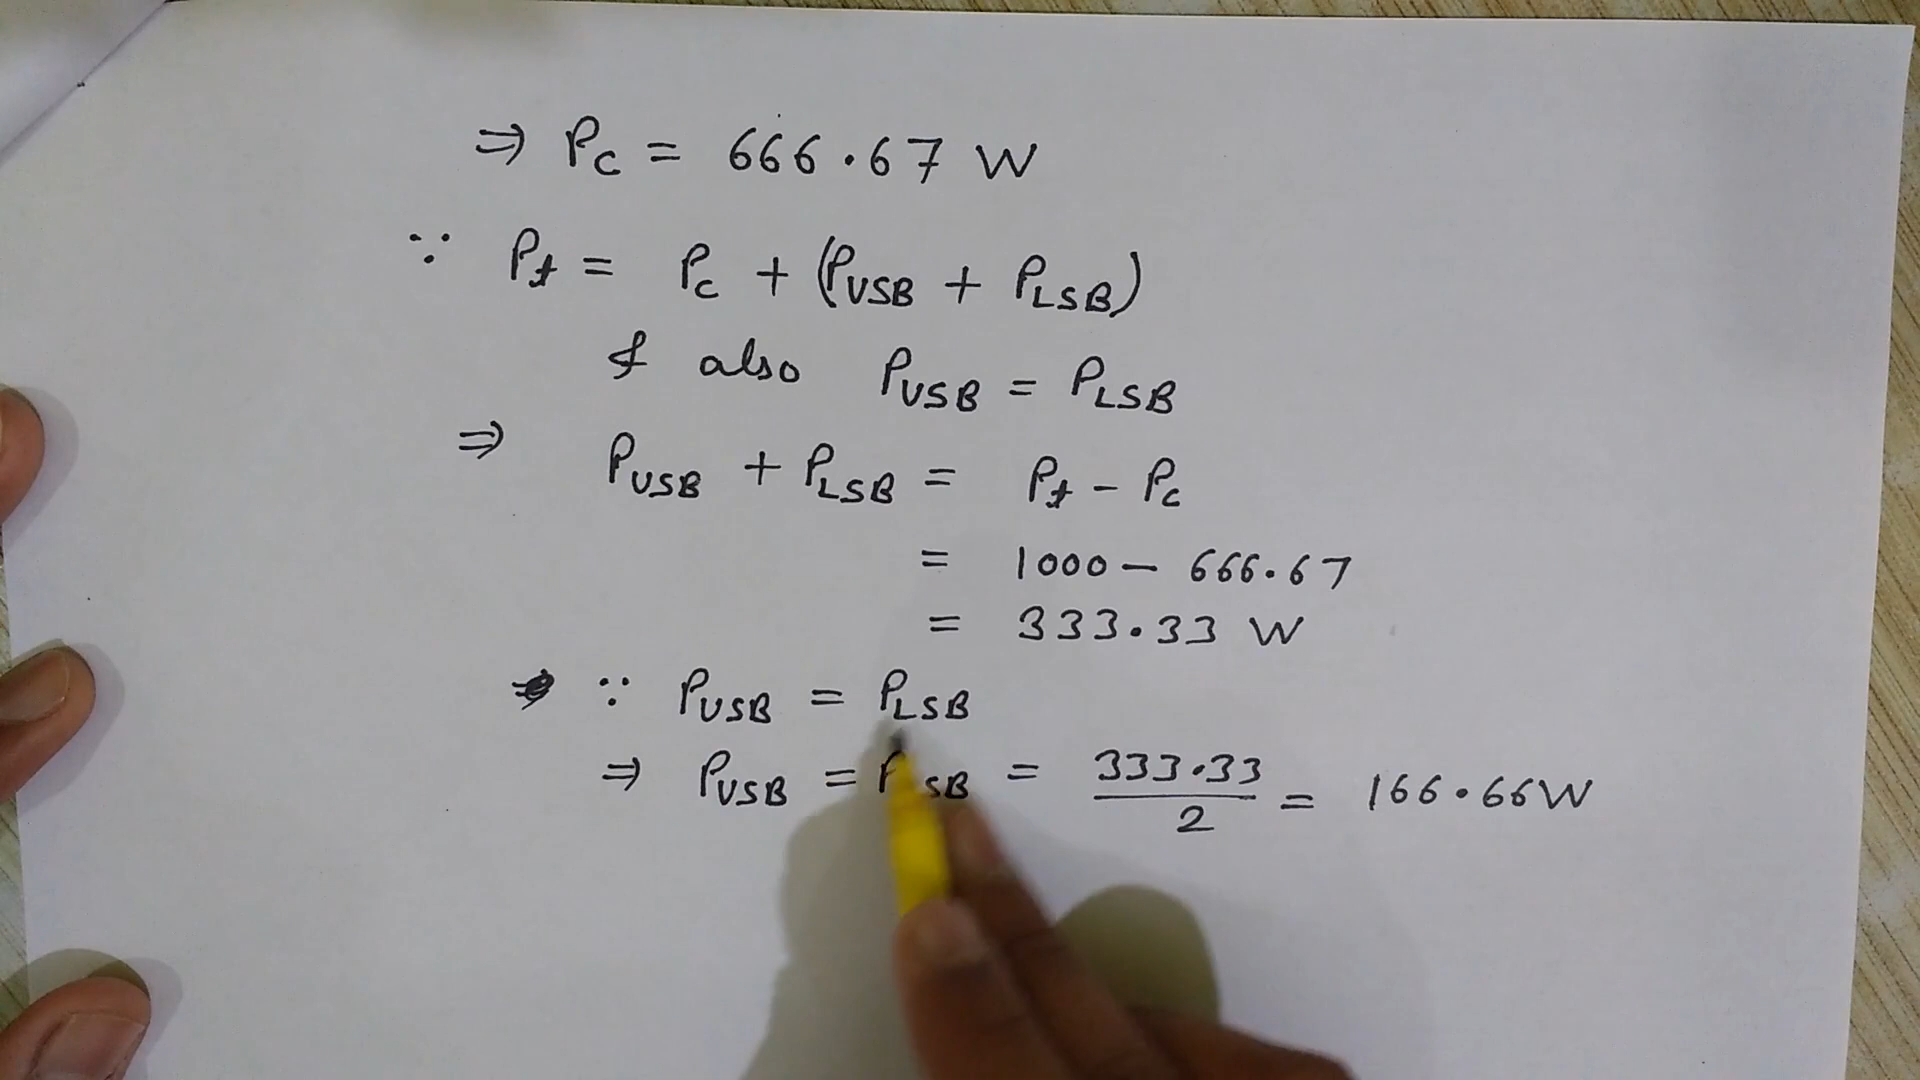 ⇒ Pc = 666.67 W
∵ Pt = Pc + (PUSB + PLSB)
& also PUSB = PLSB
⇒ PUSB + PLSB = Pt - Pc
= 1000 - 666.67
= 333.33 W
∵ PUSB = PLSB
⇒ PUSB = P SB = 333.33/2 = 166.66W